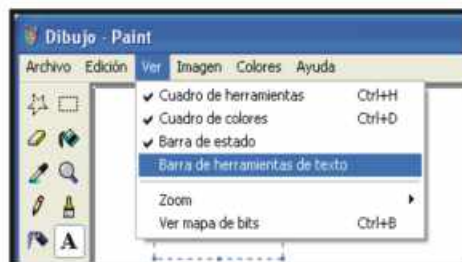 Dibujo - Paint
Archivo Edición Ver Imagen Colores Ayuda
Cuadro de herramientas Ctrl+H
Cuadro de colores Ctrl+D
Barra de estado
Barra de herramientas de texto
Zoom
Ver mapa de bits Ctrl+B
A